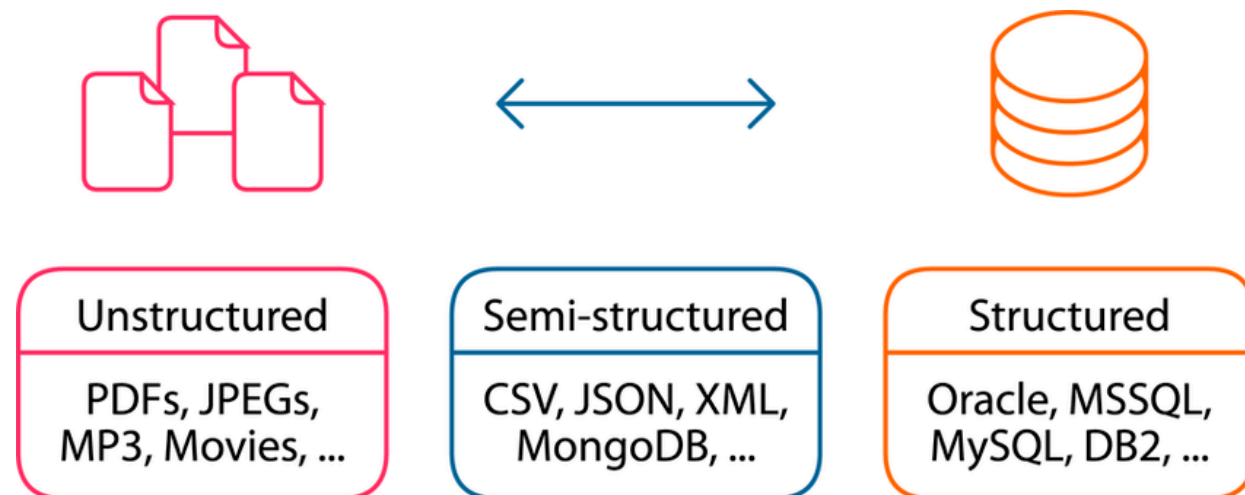 Unstructured
PDFs, JPEGs,
MP3, Movies, ...
Semi-structured
CSV, JSON, XML,
MongoDB, ...
Structured
Oracle, MSSQL,
MySQL, DB2, ...